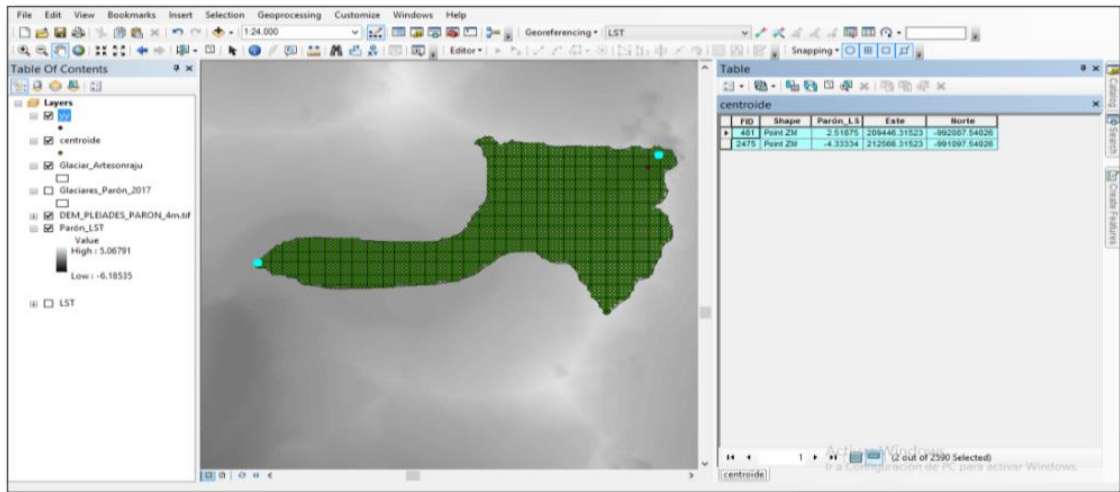 File Edit View Bookmarks Insert Selection Geoprocessing Customize Windows Help
1:24,000 Georeferencing LST
Editor Snapping
Table Of Contents
Layers
yy
centroide
Glaciar_Artesonraju
Glaciares_Parón_2017
DEM_PLEIADES_PARON_4m.tif
Parón_LST
Value
High : 5.06791
Low : -6.18535
LST
Table
centroide
FID Shape Parón_LS Este Norte
481 Point ZM 2.51875 209446.31523 -992087.54026
2475 Point ZM -4.33334 212566.31523 -991097.54026
1 (2 out of 2590 Selected)
centroide
Activar Windows
Ir a Configuración de PC para activar Windows.
Catalog
Search
Create Features